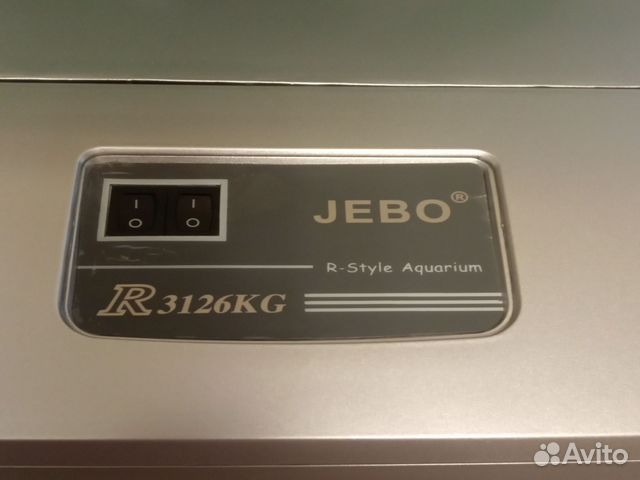 I I
O O
JEBO®
R-Style Aquarium
R 3126KG
Avito